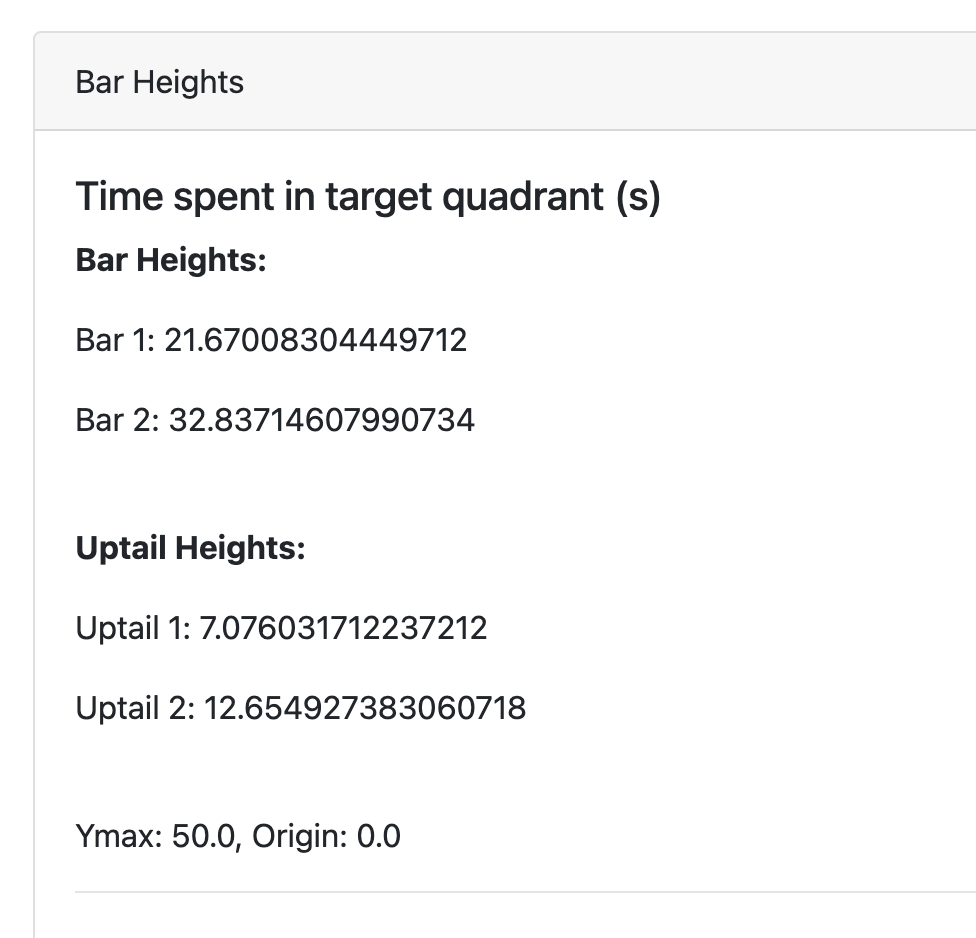 Bar Heights
Time spent in target quadrant (s)
Bar Heights:
Bar 1: 21.67008304449712
Bar 2: 32.83714607990734
Uptail Heights:
Uptail 1: 7.076031712237212
Uptail 2: 12.654927383060718
Ymax: 50.0, Origin: 0.0